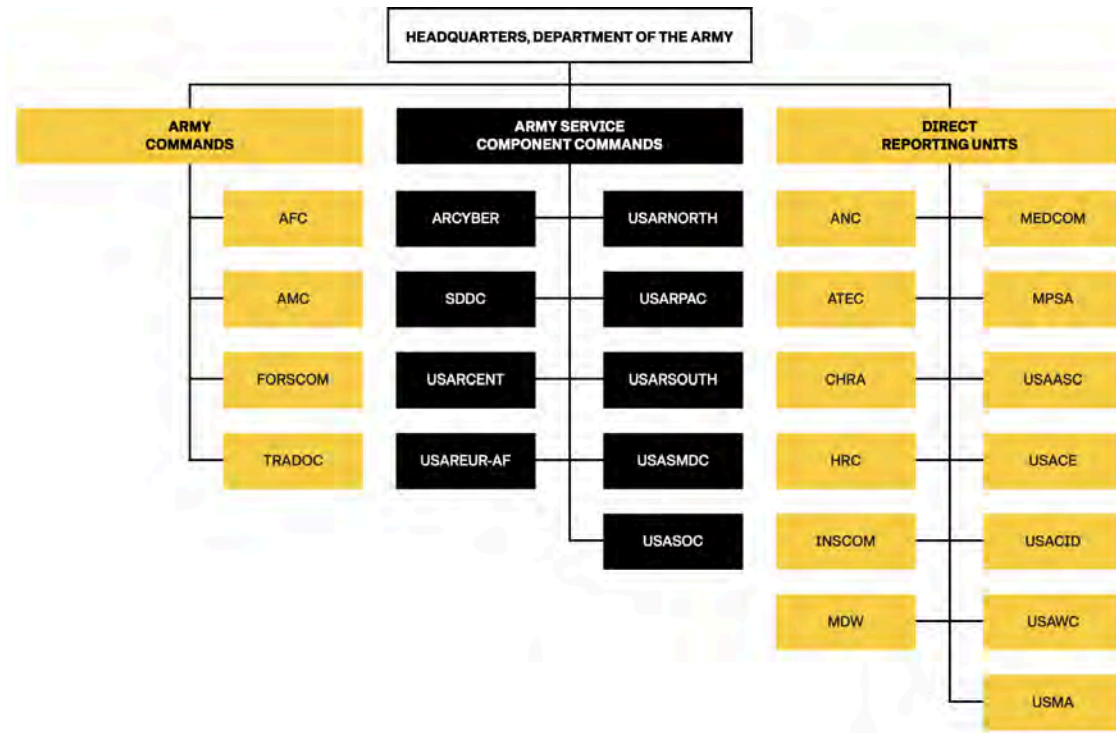 HEADQUARTERS, DEPARTMENT OF THE ARMY
ARMY
COMMANDS
AFC
AMC
FORSCOM
TRADOC
ARMY SERVICE
COMPONENT COMMANDS
ARCYBER
USARNORTH
SDDC
USARPAC
USARCENT
USARSOUTH
USAREUR-AF
USASMDC
USASOC
DIRECT
REPORTING UNITS
ANC
MEDCOM
ATEC
MPSA
CHRA
USAASC
HRC
USACE
INSCOM
USACID
MDW
USAWC
USMA